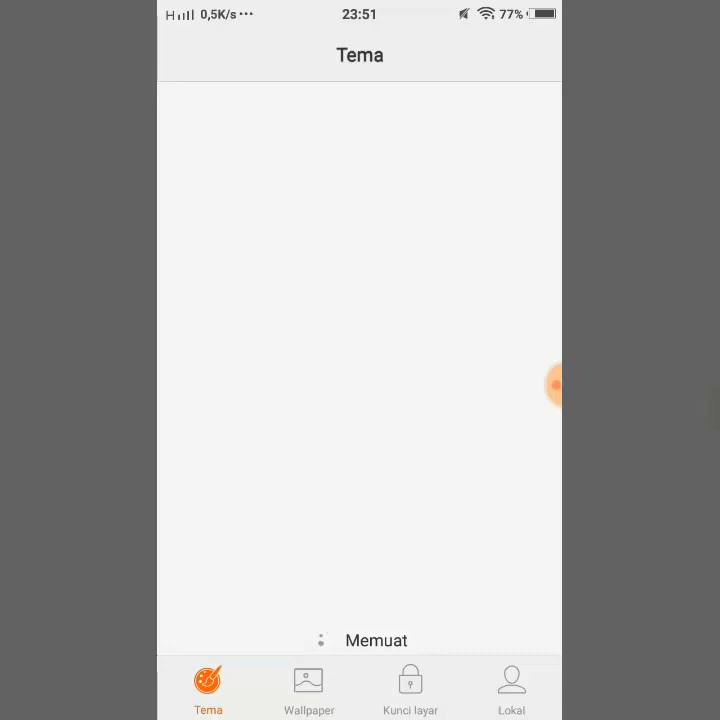 H 0,5K/s ··· 23:51 77%
Tema
Memuat
Tema Wallpaper Kunci layar Lokal